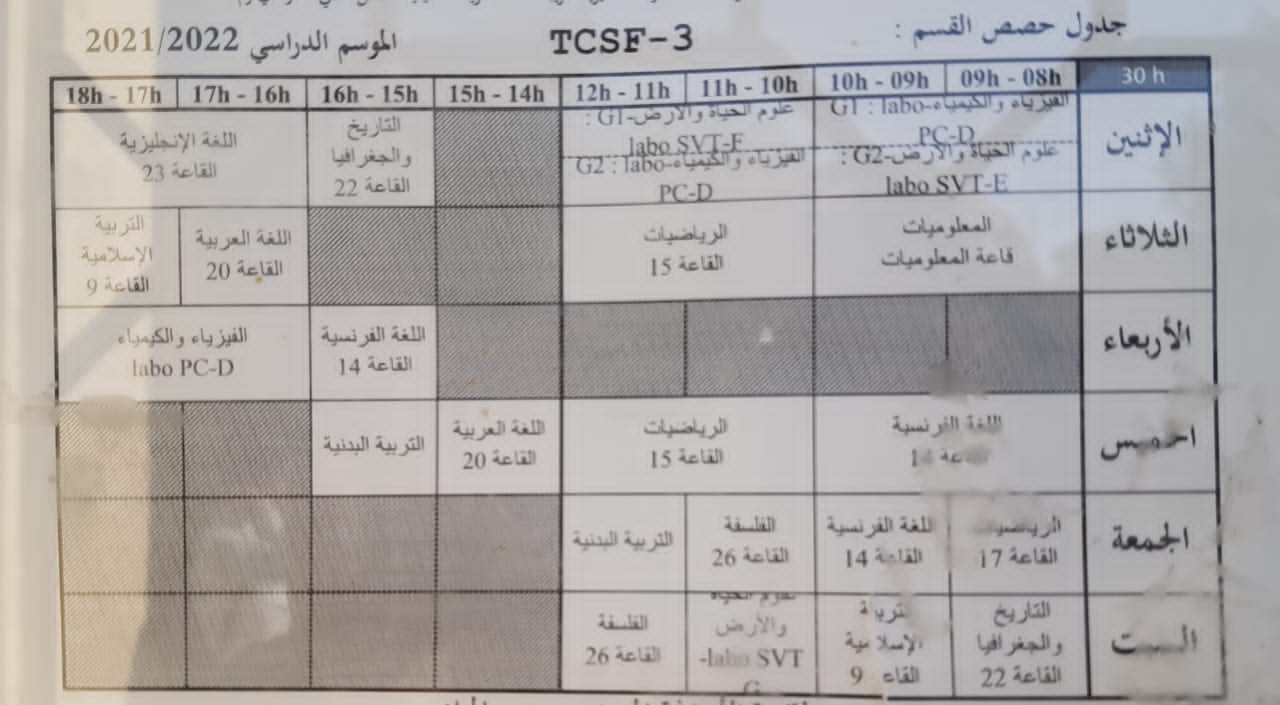 جدول حصص القسم :
TCSF-3
الموسم الدراسي 2021/2022
30 h
09h - 08h
10h - 09h
11h - 10h
12h - 11h
15h - 14h
16h - 15h
17h - 16h
18h - 17h
الإثنين
الفيزياء والكيمياء-G1 : labo
PC-D
علوم الحياة والأرض-G2 :
labo SVT-E
علوم الحياة والأرض-G1 :
labo SVT-E
الفيزياء والكيمياء-G2 : labo
PC-D
التاريخ
والجغرافيا
القاعة 22
اللغة الإنجليزية
القاعة 23
الثلاثاء
المعلوميات
قاعة المعلوميات
الرياضيات
القاعة 15
اللغة العربية
القاعة 20
التربية
الإسلامية
القاعة 9
الأربعاء
اللغة الفرنسية
القاعة 14
الفيزياء والكيمياء
labo PC-D
اللغة الفرنسية
14
الرياضيات
القاعة 15
اللغة العربية
القاعة 20
التربية البدنية
الجمعة
الرياضيات
القاعة 17
اللغة الفرنسية
القاعة 14
الفلسفة
القاعة 26
التربية البدنية
السبت
التاريخ
والجغرافيا
القاعة 22
التربية
الإسلامية
9
علوم الحياة
والأرض
-labo SVT
G
الفلسفة
القاعة 26